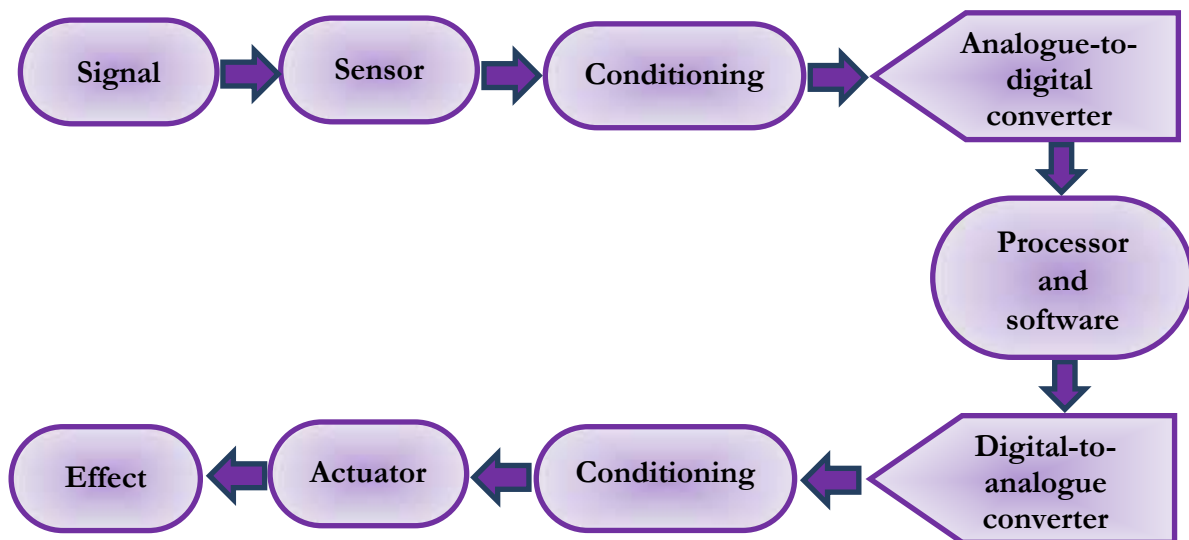 Signal
Sensor
Conditioning
Analogue-to-
digital
converter
Processor
and
software
Digital-to-
analogue
converter
Conditioning
Actuator
Effect